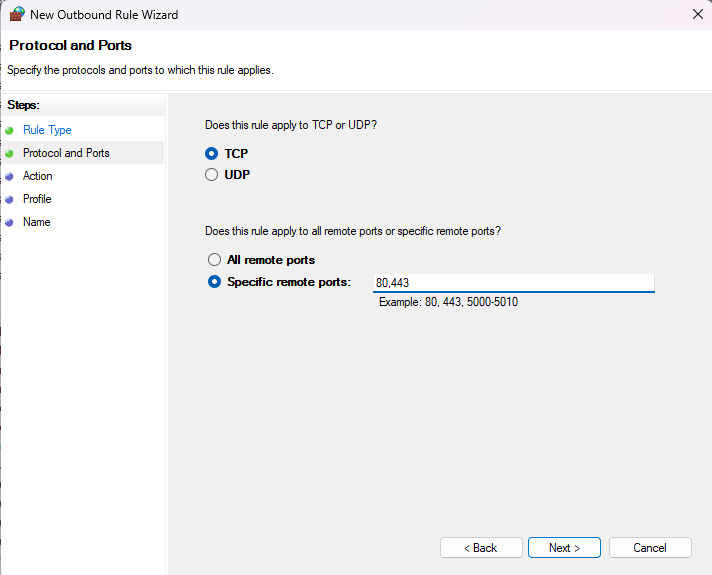 New Outbound Rule Wizard
Protocol and Ports
Specify the protocols and ports to which this rule applies.
Steps:
Rule Type
Protocol and Ports
Action
Profile
Name
Does this rule apply to TCP or UDP?
TCP
UDP
Does this rule apply to all remote ports or specific remote ports?
All remote ports
Specific remote ports: 80,443
Example: 80, 443, 5000-5010
< Back Next > Cancel